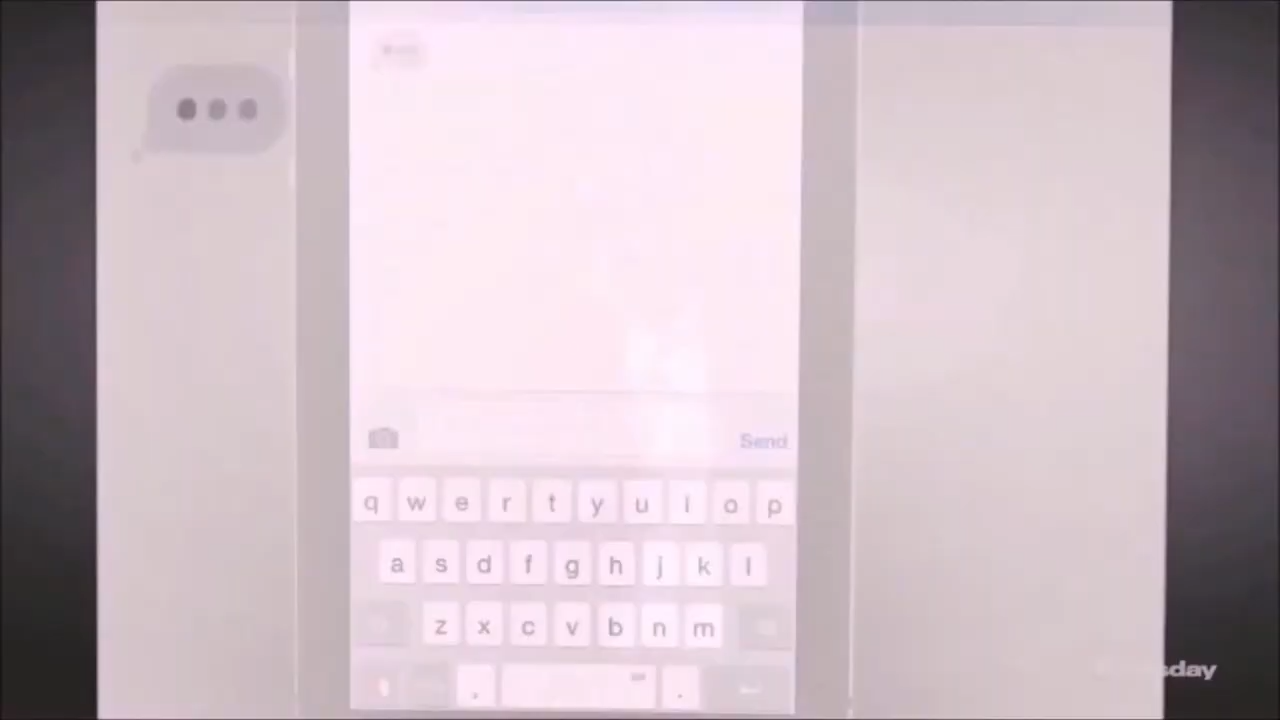 Send
q w e r t y u i o p
a s d f g h j k l
z x c v b n m
, .